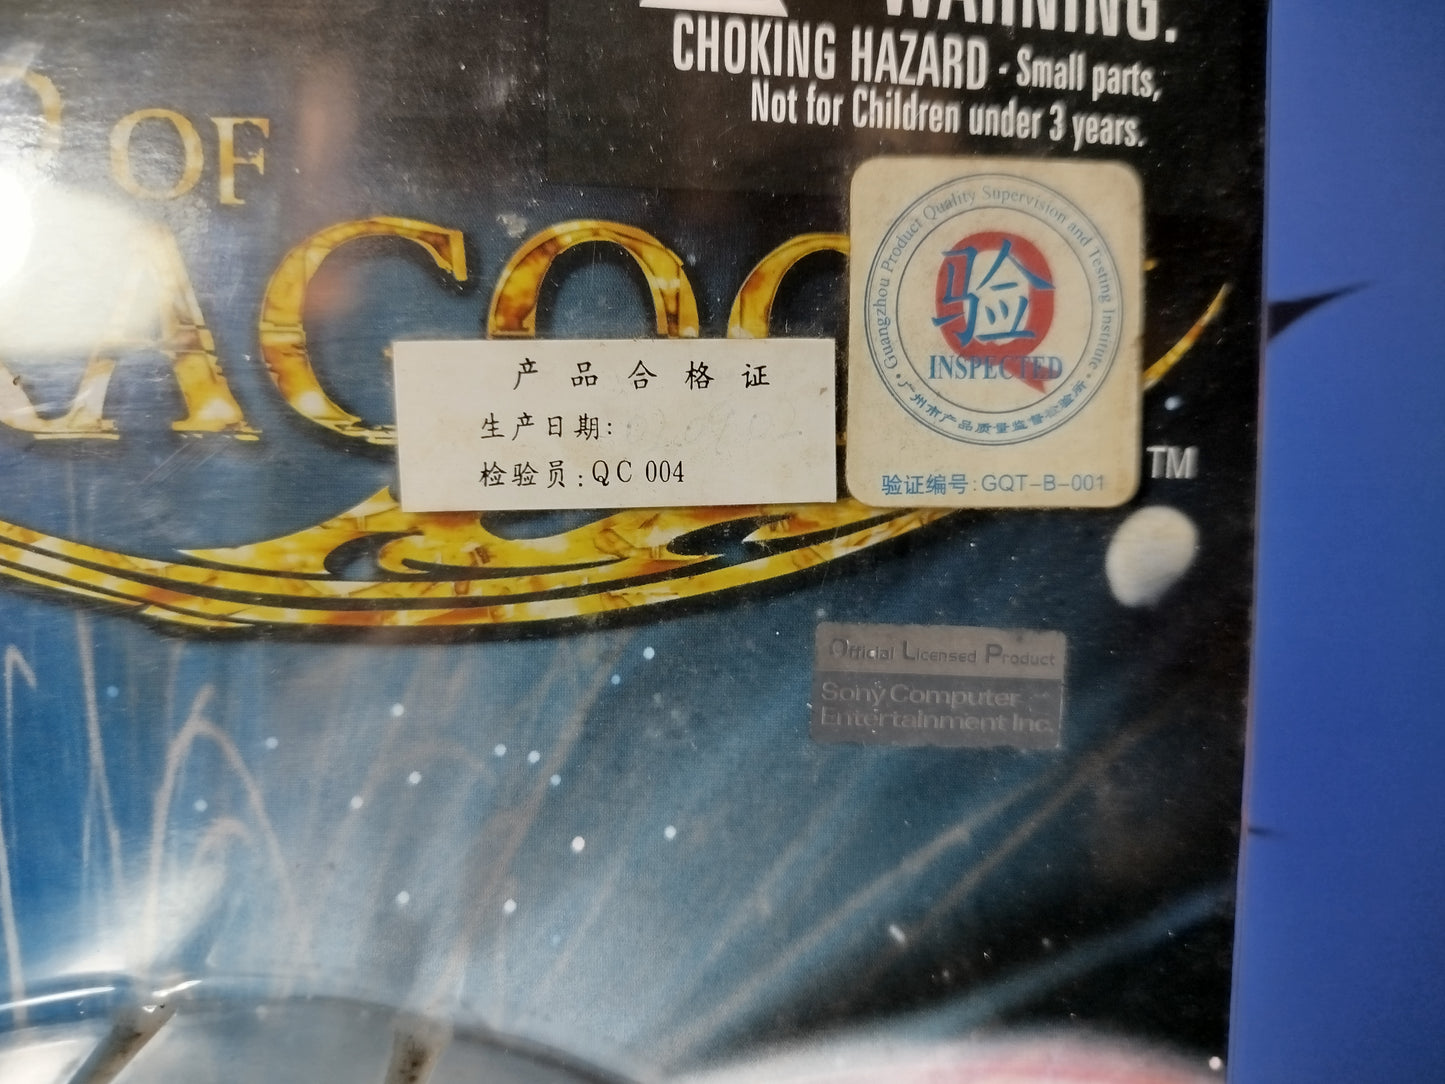 WARNING.
CHOKING HAZARD - Small parts,
Not for Children under 3 years.
OF
AGOO
TM
Guangzhou Product Quality Supervision and Testing Institute
验
INSPECTED
广州市产品质量监督检验所
验证编号:GQT-B-001
产品合格证
生产日期:
检验员:QC 004
Official Licensed Product
Sony Computer
Entertainment Inc.